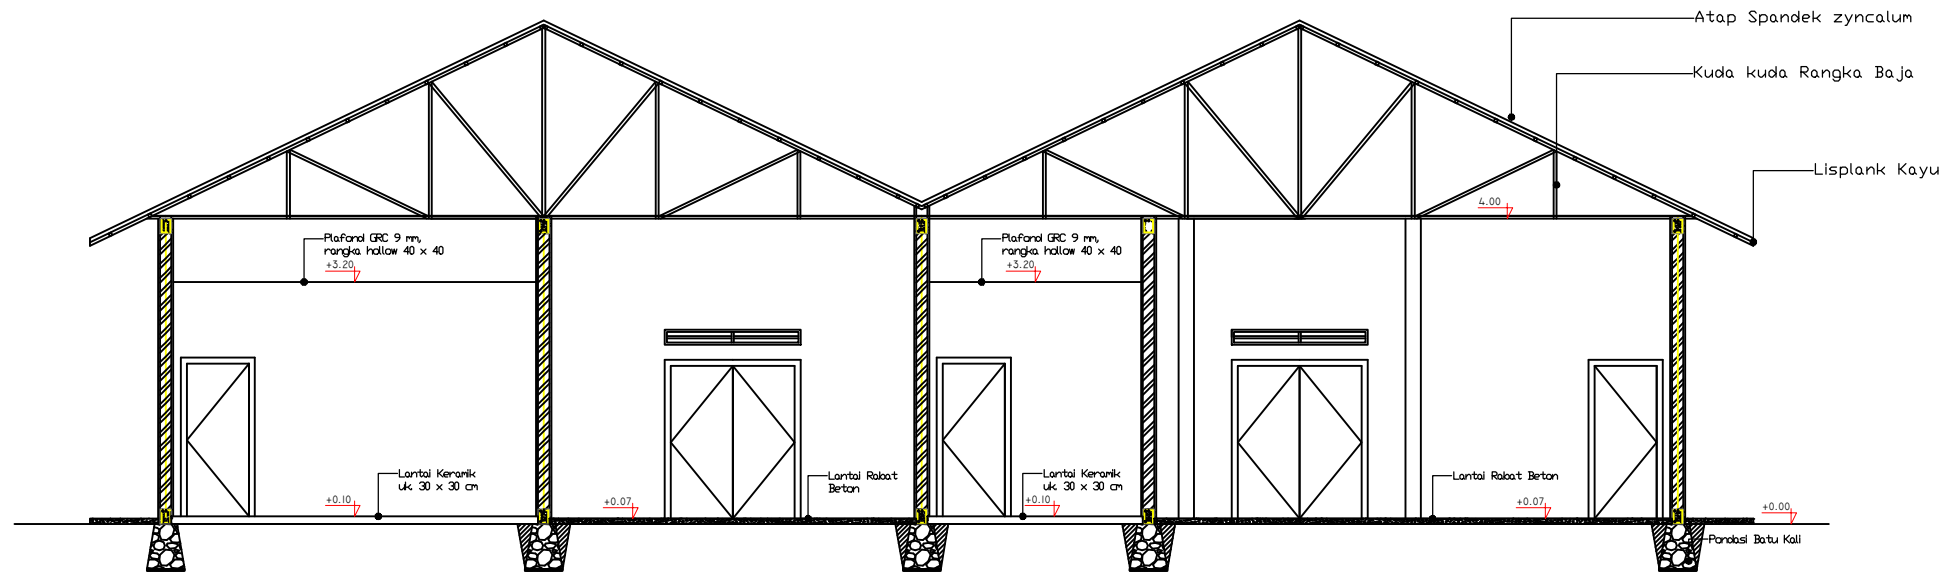 Atap Spandek zyncalum
Kuda kuda Rangka Baja
Lisplank Kayu
4.00
Plafond GRC 9 mm,
rangka hollow 40 x 40
+3.20
Plafond GRC 9 mm,
rangka hollow 40 x 40
+3.20
Lantai Keramik
uk. 30 x 30 cm
+0.10
+0.07
Lantai Rabat
Beton
Lantai Keramik
uk. 30 x 30 cm
+0.10
Lantai Rabat Beton
+0.07
+0.00
Pondasi Batu Kali